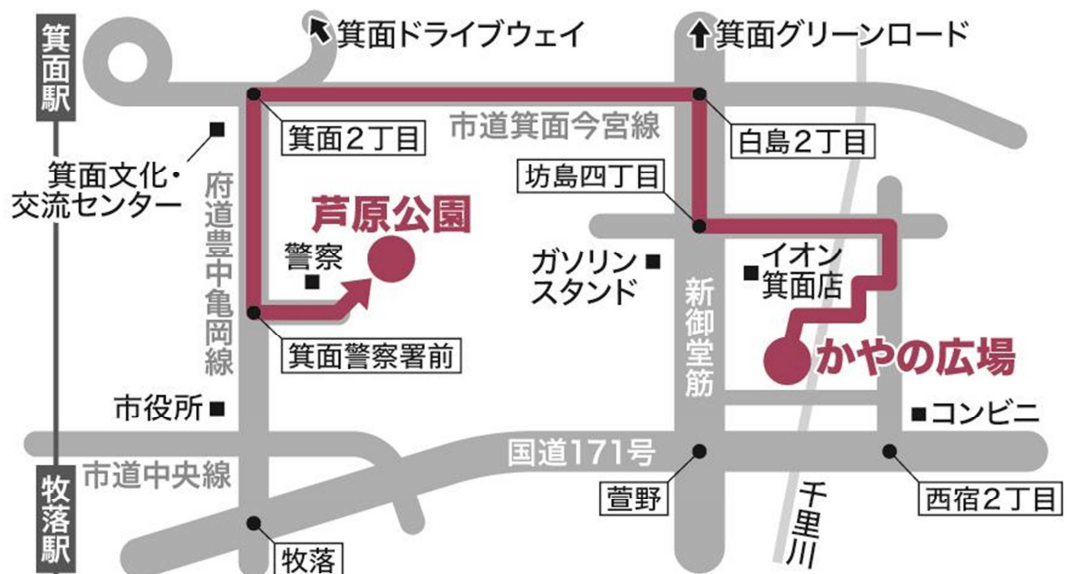 箕面駅
箕面ドライブウェイ
箕面グリーンロード
市道箕面今宮線
箕面2丁目
白島2丁目
箕面文化・
交流センター
坊島四丁目
府道豊中亀岡線
芦原公園
警察
ガソリン
スタンド
イオン
箕面店
新御堂筋
箕面警察署前
かやの広場
市役所
コンビニ
国道171号
市道中央線
牧落駅
萱野
千里川
西宿2丁目
牧落